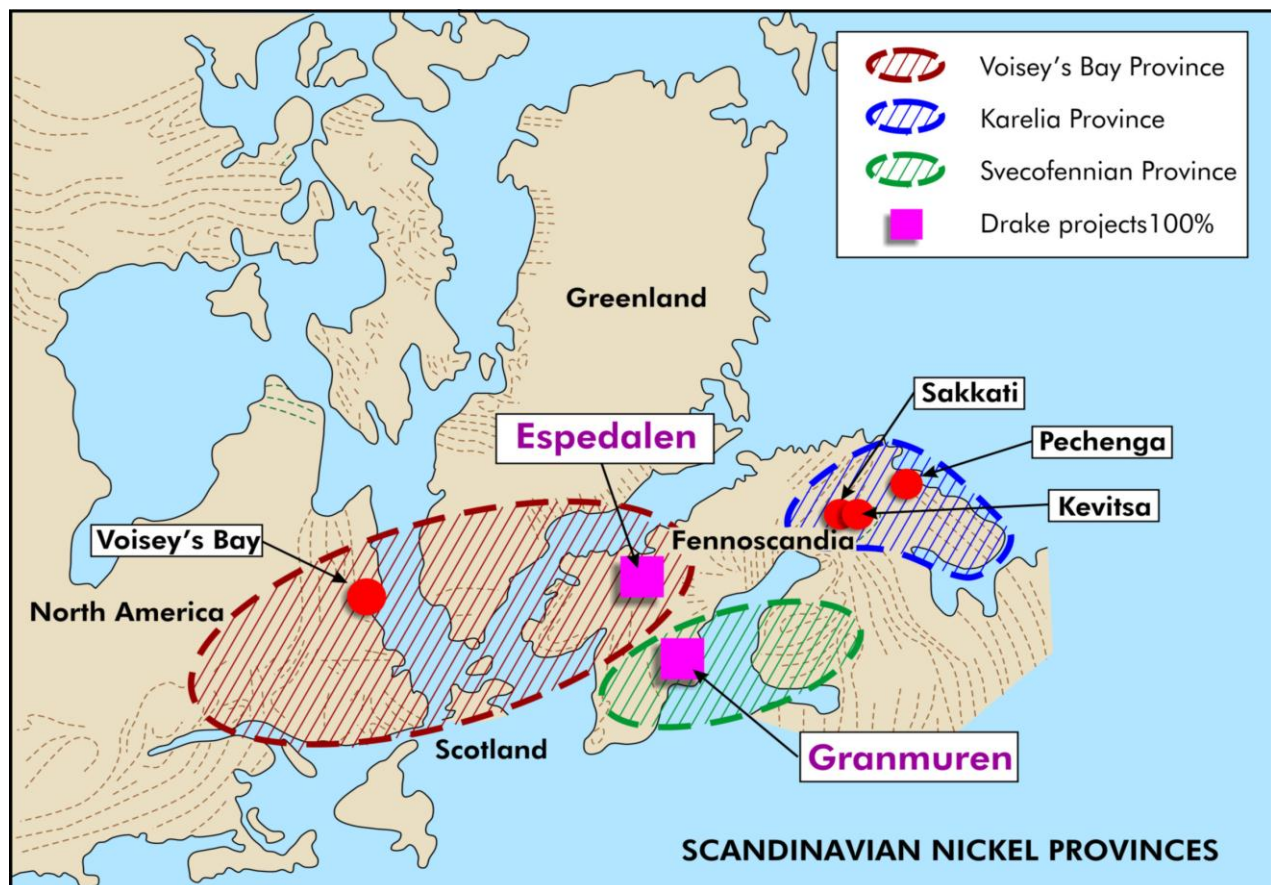 Voisey's Bay Province
Karelia Province
Svecofennian Province
Drake projects100%
Greenland
Sakkati
Espedalen
Pechenga
Kevitsa
Voisey's Bay
Fennoscandia
North America
Scotland
Granmuren
SCANDINAVIAN NICKEL PROVINCES